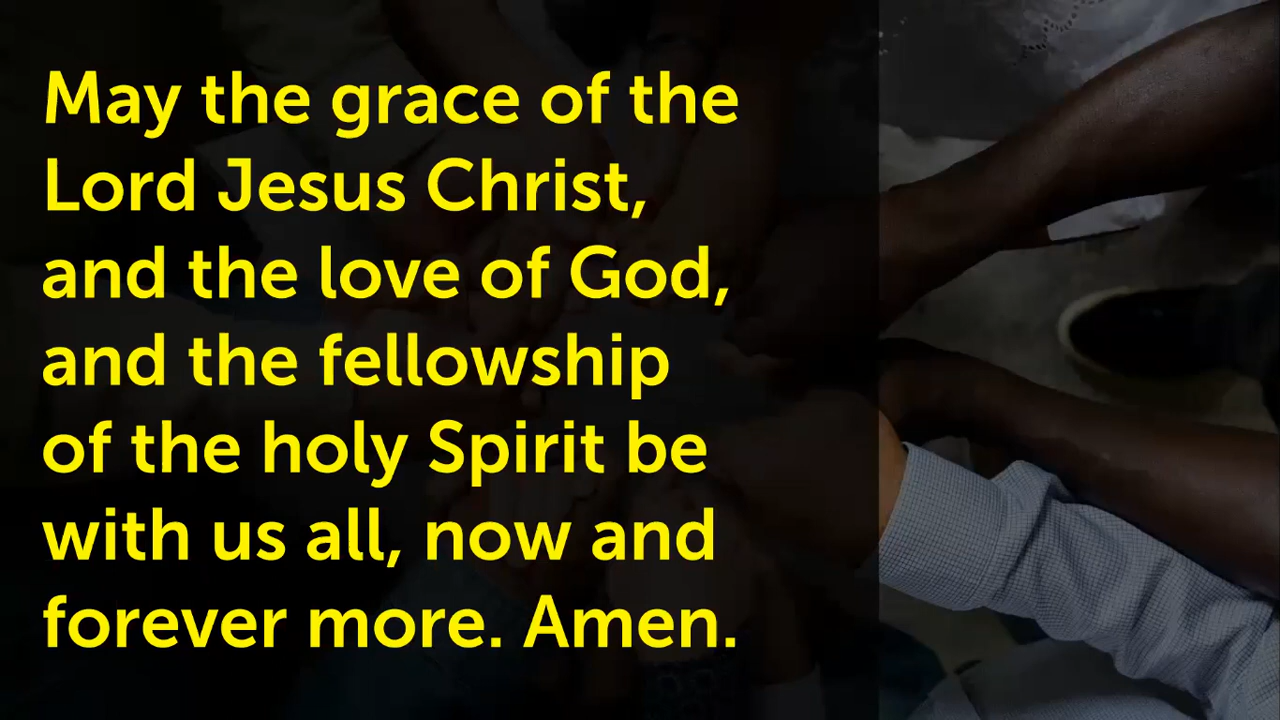 May the grace of the
Lord Jesus Christ,
and the love of God,
and the fellowship
of the holy Spirit be
with us all, now and
forever more. Amen.